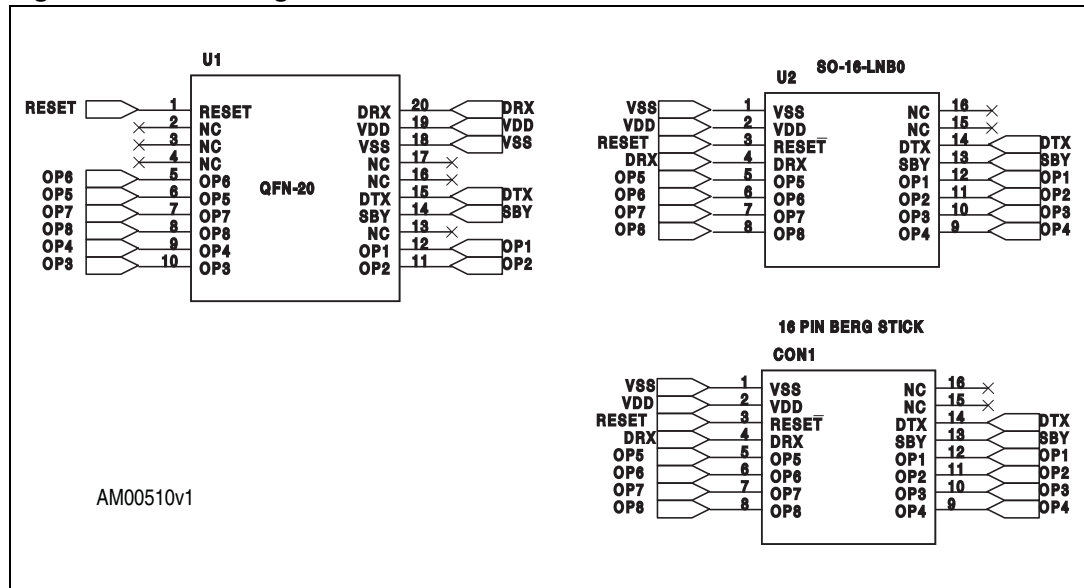 U1
RESET 1 RESET DRX 20 DRX
2 NC VDD 19 VDD
3 NC VSS 18 VSS
4 NC NC 17
OP6 5 OP6 NC 16
OP5 6 OP5 QFN-20 DTX 15 DTX
OP7 7 OP7 SBY 14 SBY
OP8 8 OP8 NC 13
OP4 9 OP4 OP1 12 OP1
OP3 10 OP3 OP2 11 OP2
SO-16-LNB0
U2
VSS 1 VSS NC 16
VDD 2 VDD NC 15
RESET 3 RESET DTX 14 DTX
DRX 4 DRX SBY 13 SBY
OP5 5 OP5 OP1 12 OP1
OP6 6 OP6 OP2 11 OP2
OP7 7 OP7 OP3 10 OP3
OP8 8 OP8 OP4 9 OP4
16 PIN BERG STICK
CON1
VSS 1 VSS NC 16
VDD 2 VDD NC 15
RESET 3 RESET DTX 14 DTX
DRX 4 DRX SBY 13 SBY
OP5 5 OP5 OP1 12 OP1
OP6 6 OP6 OP2 11 OP2
OP7 7 OP7 OP3 10 OP3
OP8 8 OP8 OP4 9 OP4
AM00510v1